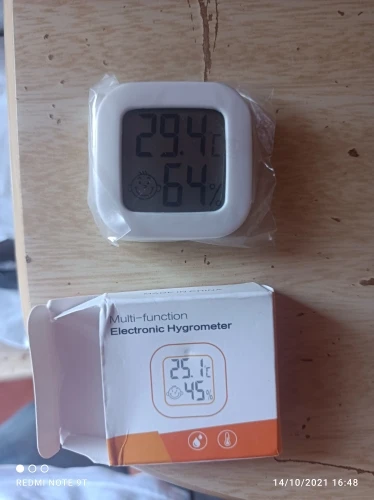 29.4°C
64%
Multi-function
Electronic Hygrometer
25.1°C
45%
REDMI NOTE 9T
14/10/2021 16:48